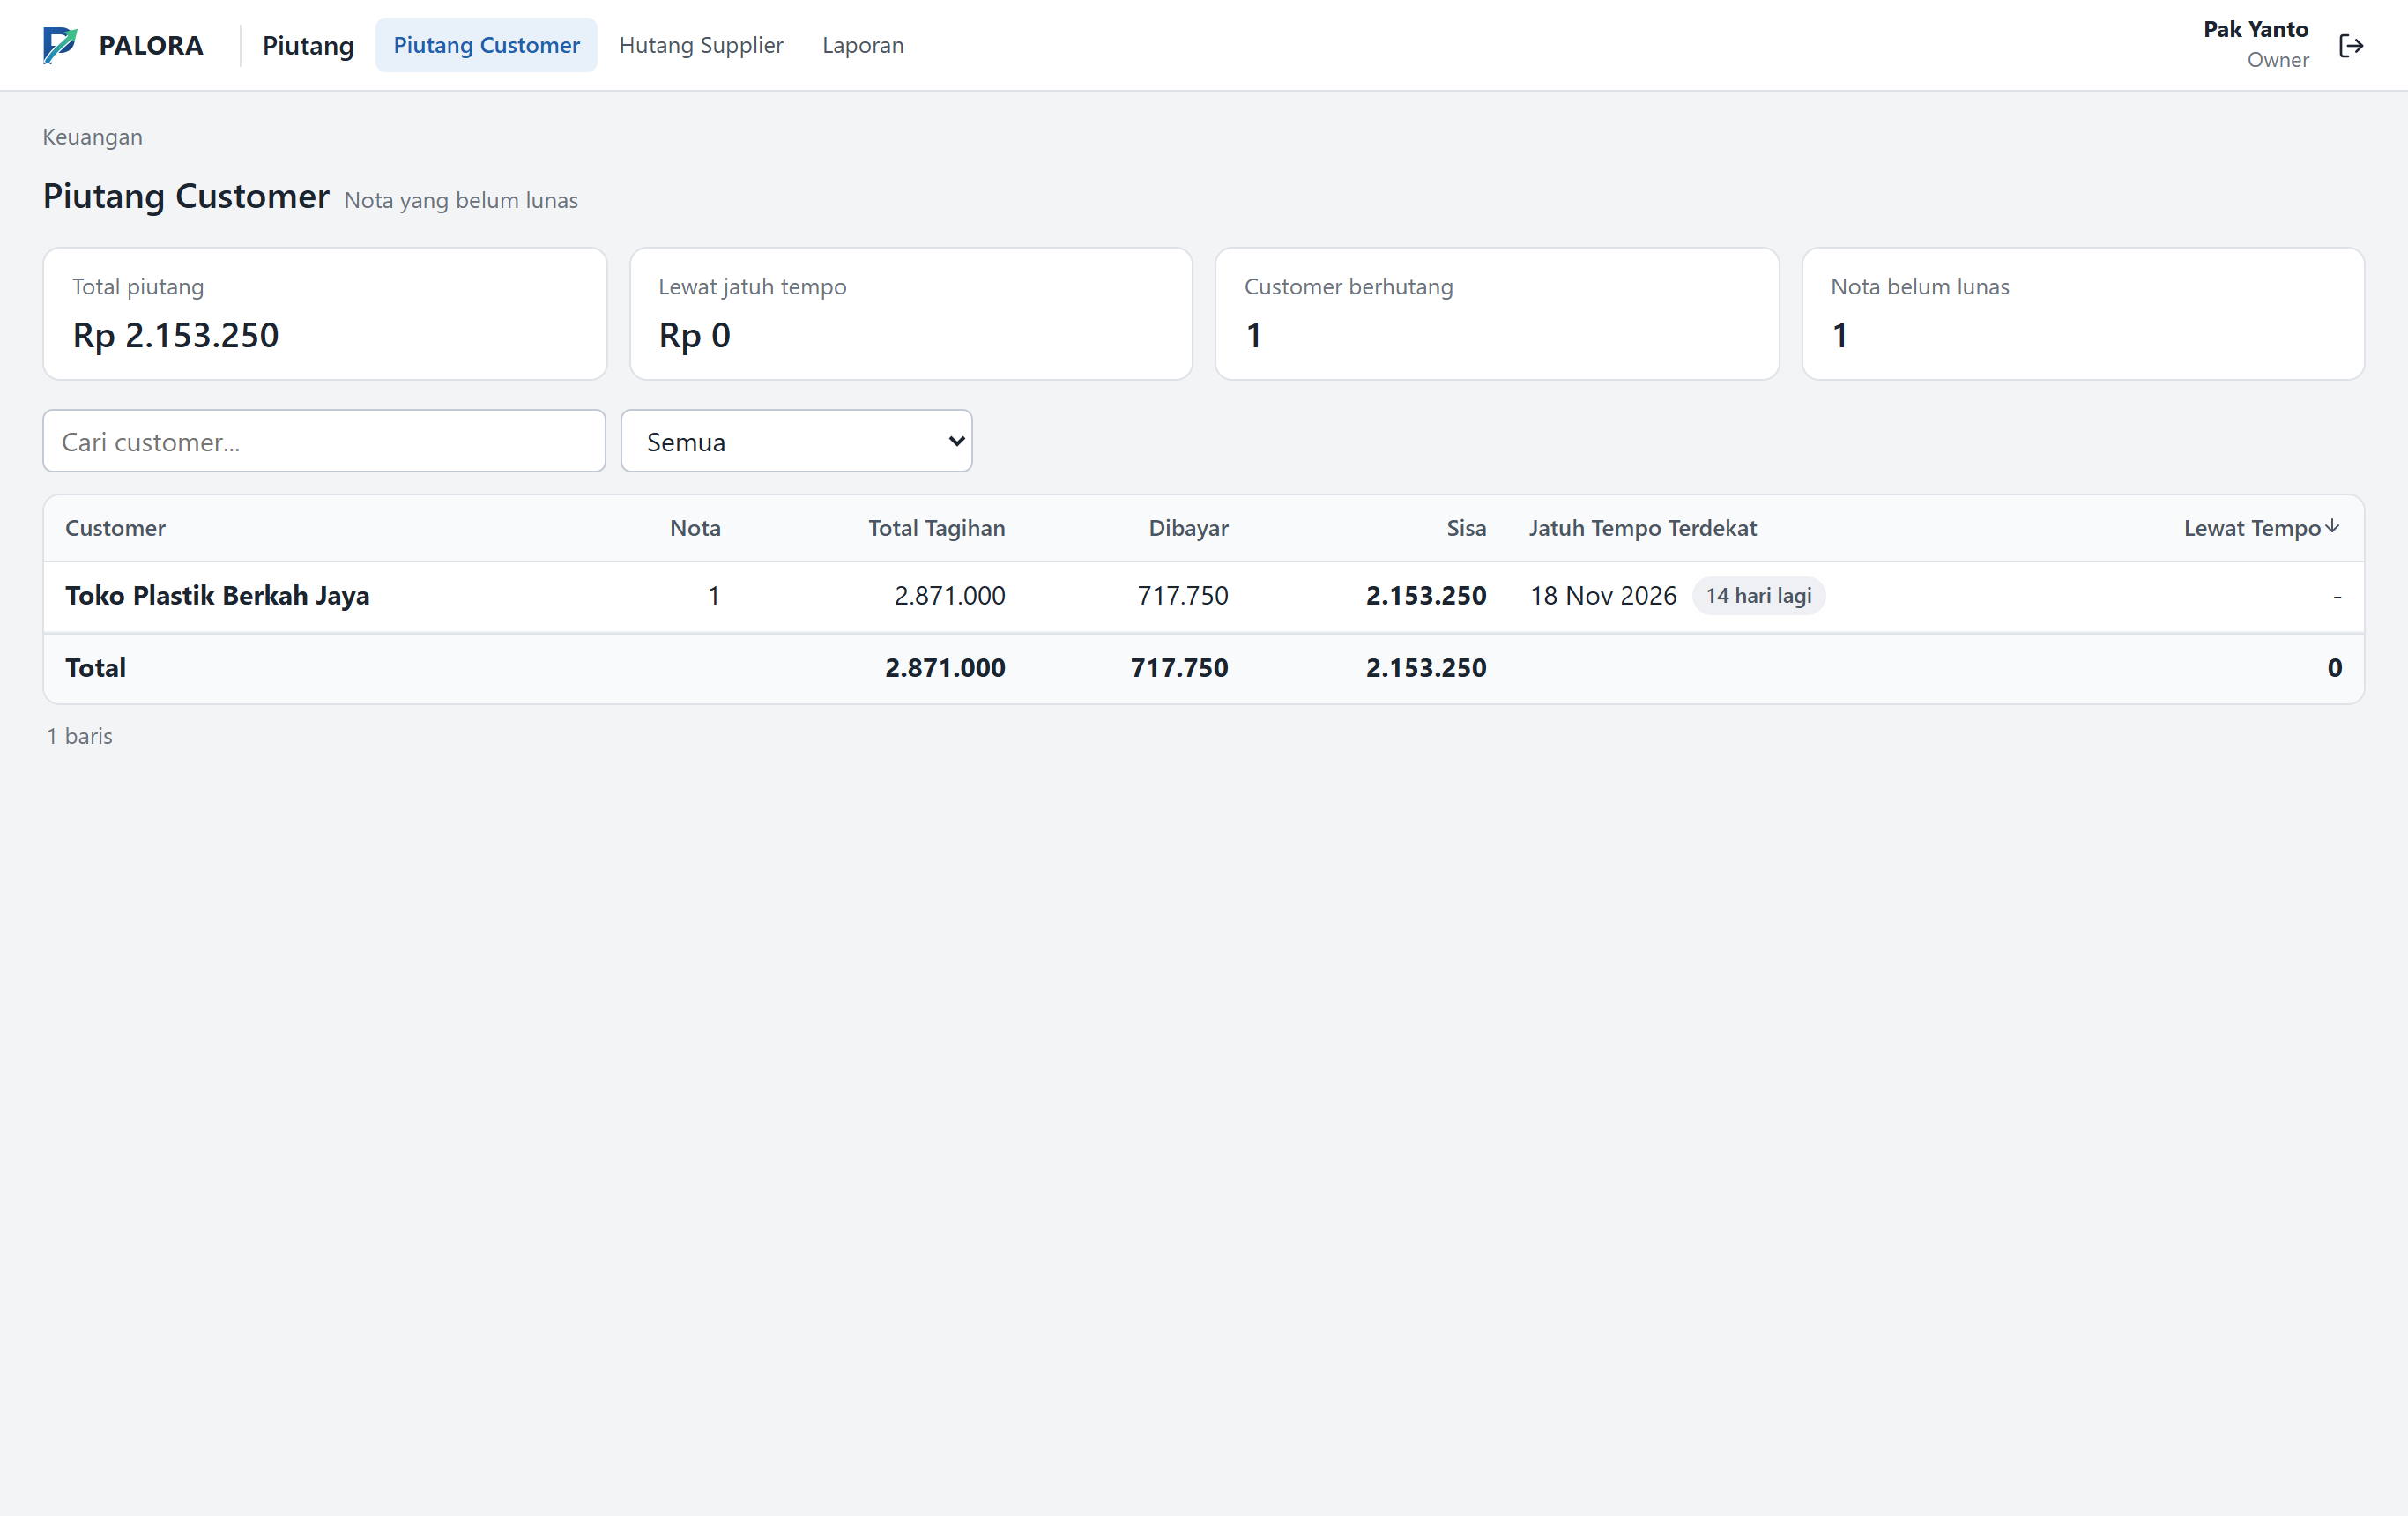 PALORA Piutang Piutang Customer Hutang Supplier Laporan Pak Yanto
Owner
Keuangan
Piutang Customer Nota yang belum lunas
Total piutang Lewat jatuh tempo Customer berhutang Nota belum lunas
Rp 2.153.250 Rp 0 1 1
Cari customer... Semua
Customer Nota Total Tagihan Dibayar Sisa Jatuh Tempo Terdekat Lewat Tempo↓
Toko Plastik Berkah Jaya 1 2.871.000 717.750 2.153.250 18 Nov 2026 14 hari lagi -
Total 2.871.000 717.750 2.153.250 0
1 baris